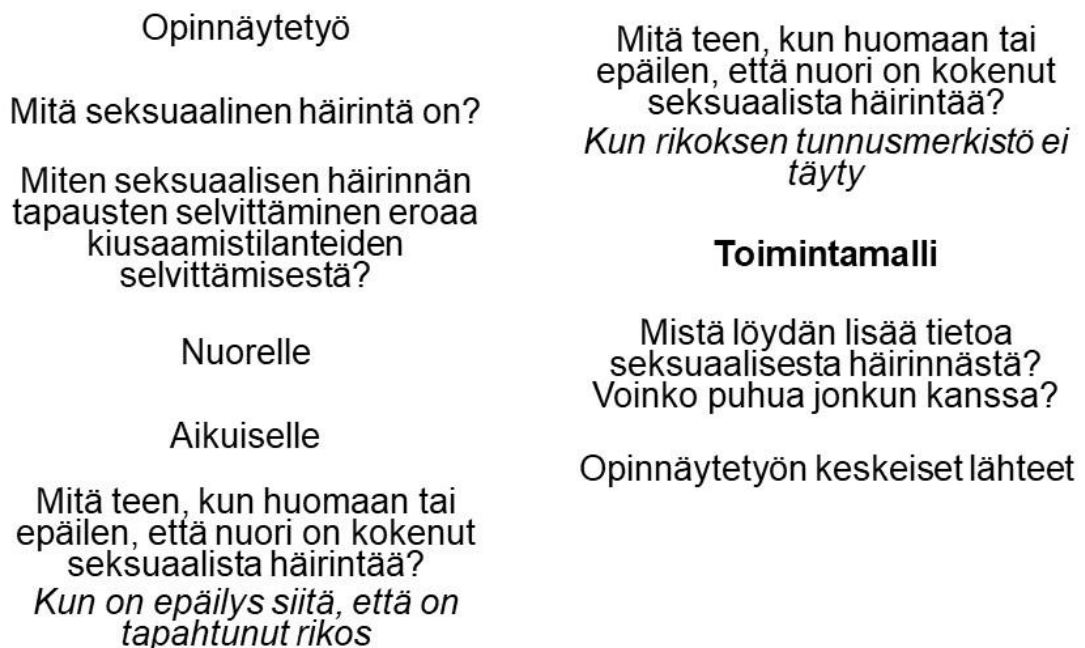 Opinnäytetyö
Mitä seksuaalinen häirintä on?
Miten seksuaalisen häirinnän
tapausten selvittäminen eroaa
kiusaamistilanteiden
selvittämisestä?
Nuorelle
Aikuiselle
Mitä teen, kun huomaan tai
epäilen, että nuori on kokenut
seksuaalista häirintää?
Kun on epäilys siitä, että on
tapahtunut rikos
Mitä teen, kun huomaan tai
epäilen, että nuori on kokenut
seksuaalista häirintää?
Kun rikoksen tunnusmerkistö ei
täyty
Toimintamalli
Mistä löydän lisää tietoa
seksuaalisesta häirinnästä?
Voinko puhua jonkun kanssa?
Opinnäytetyön keskeiset lähteet